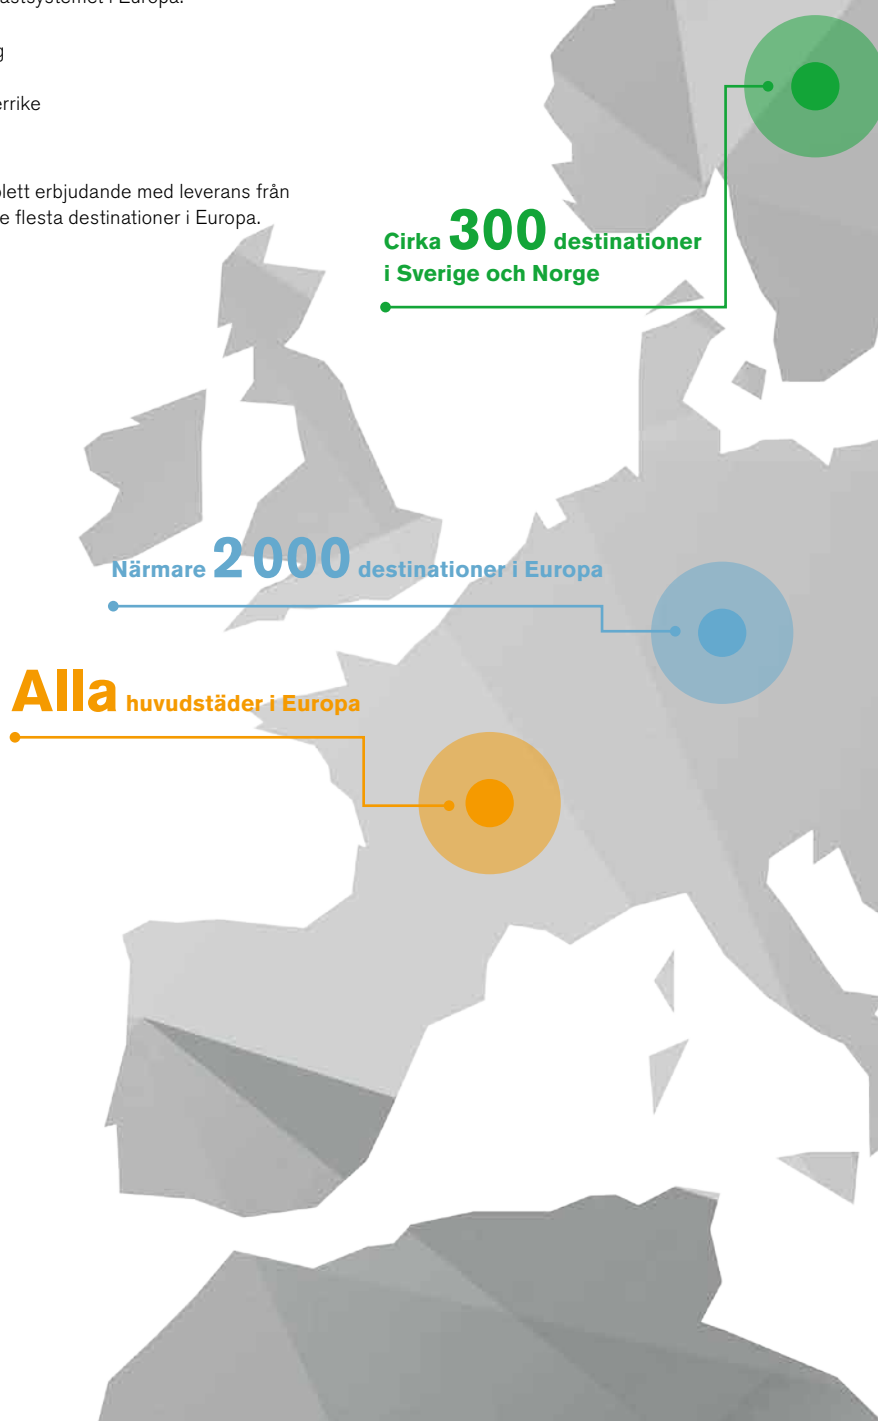 i Europa.
flesta destinationer i Europa.
erbjudande med leverans från
Cirka 300 destinationer
i Sverige och Norge
Närmare 2 000 destinationer i Europa
Alla huvudstäder i Europa